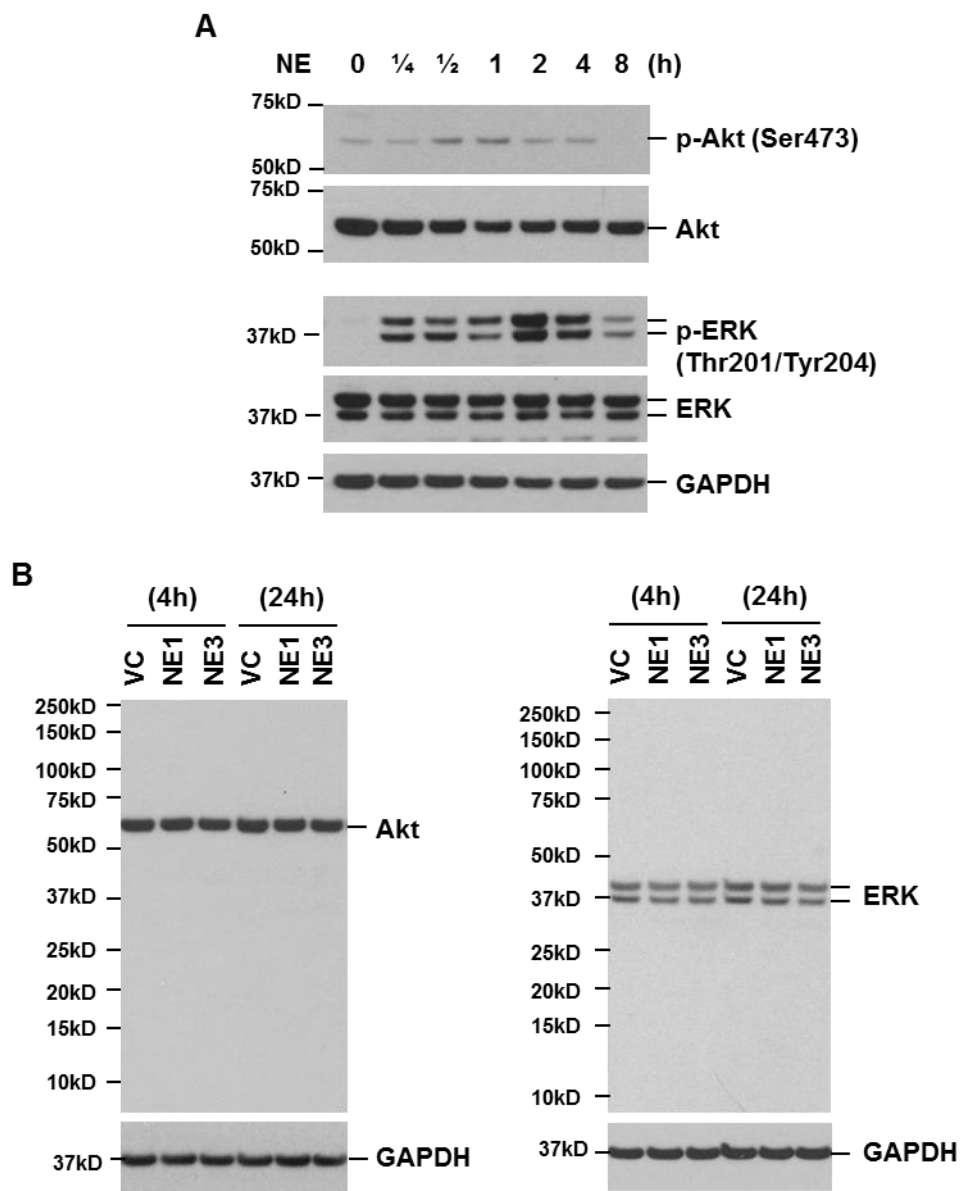 A
NE 0 ¼ ½ 1 2 4 8 (h)
75kD
p-Akt (Ser473)
50kD
75kD
Akt
50kD
37kD
p-ERK
(Thr201/Tyr204)
37kD
ERK
37kD
GAPDH
B
(4h) (24h)
VC NE1 NE3 VC NE1 NE3
250kD
150kD
100kD
75kD
Akt
50kD
37kD
25kD
20kD
15kD
10kD
37kD
GAPDH
(4h) (24h)
VC NE1 NE3 VC NE1 NE3
250kD
150kD
100kD
75kD
50kD
37kD
ERK
25kD
20kD
15kD
10kD
37kD
GAPDH